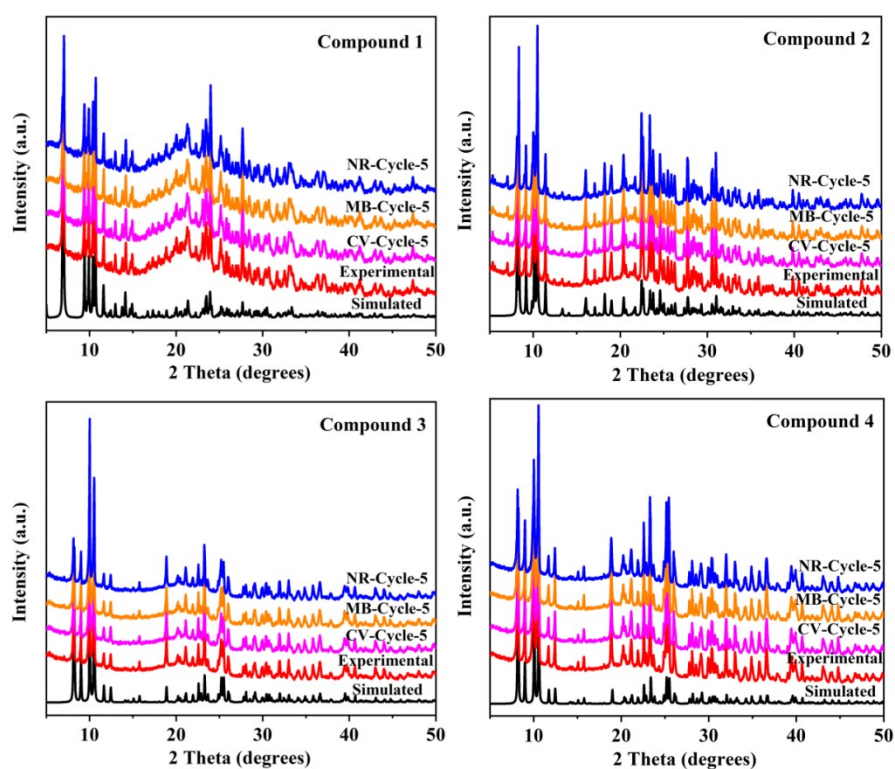 Compound 1
Intensity (a.u.)
NR-Cycle-5
MB-Cycle-5
CV-Cycle-5
Experimental
Simulated
10 20 30 40 50
2 Theta (degrees)
Compound 2
Intensity (a.u.)
NR-Cycle-5
MB-Cycle-5
CV-Cycle-5
Experimental
Simulated
10 20 30 40 50
2 Theta (degrees)
Compound 3
Intensity (a.u.)
NR-Cycle-5
MB-Cycle-5
CV-Cycle-5
Experimental
Simulated
10 20 30 40 50
2 Theta (degrees)
Compound 4
Intensity (a.u.)
NR-Cycle-5
MB-Cycle-5
CV-Cycle-5
Experimental
Simulated
10 20 30 40 50
2 Theta (degrees)